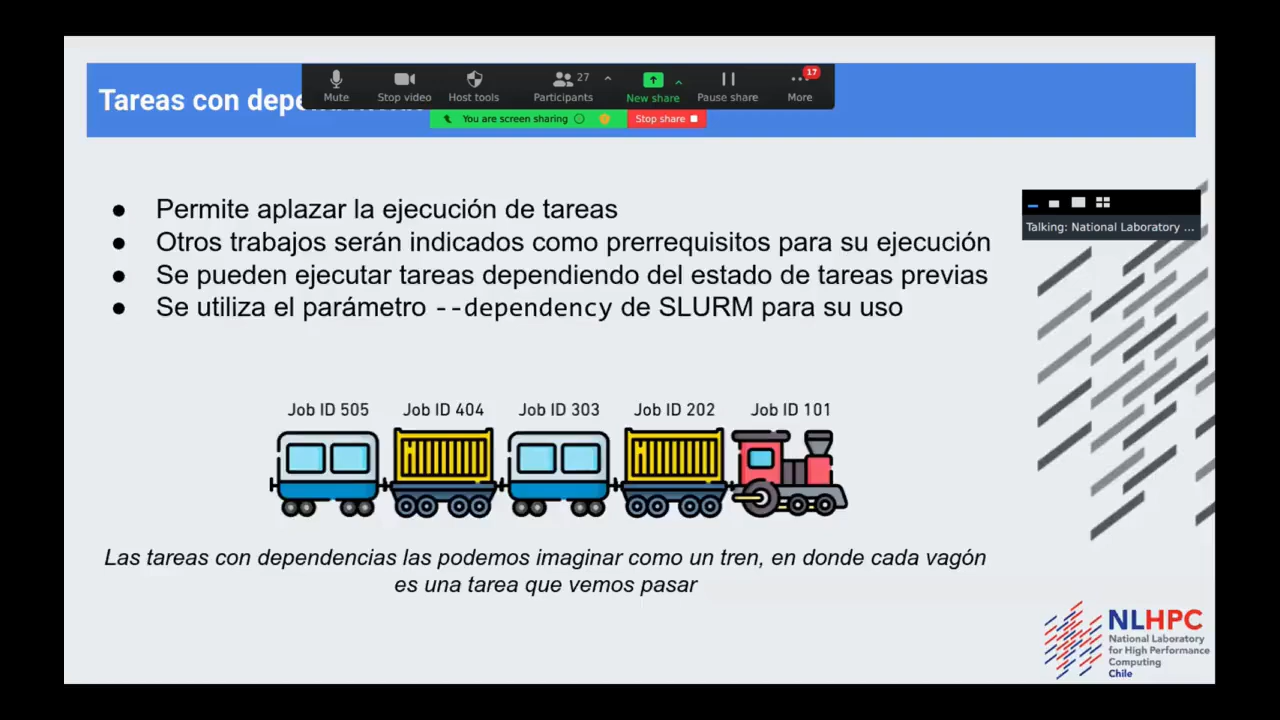 Tareas con
Mute
Stop video
Host tools
27
Participants
New share
Pause share
17
More
You are screen sharing
Stop share
Talking: National Laboratory ...
● Permite aplazar la ejecución de tareas
● Otros trabajos serán indicados como prerrequisitos para su ejecución
● Se pueden ejecutar tareas dependiendo del estado de tareas previas
● Se utiliza el parámetro --dependency de SLURM para su uso
Job ID 505 Job ID 404 Job ID 303 Job ID 202 Job ID 101
Las tareas con dependencias las podemos imaginar como un tren, en donde cada vagón
es una tarea que vemos pasar
NLHPC
National Laboratory
for High Performance
Computing
Chile